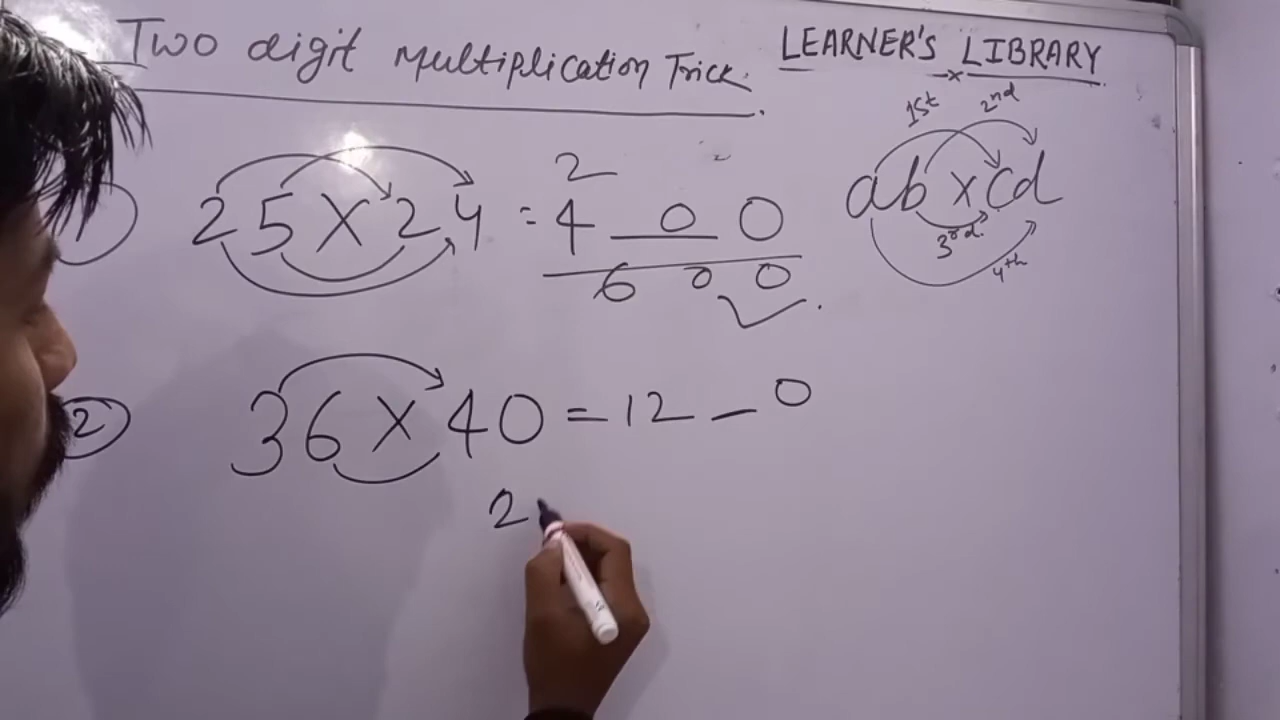 Two digit Multiplication Trick.
LEARNER'S LIBRARY
x
1st 2nd
ab x cd
3rd.
4th
2
25 X 24 = 4 _ 0 0
6 0 0
2 36 X 40 = 12 _ 0
2